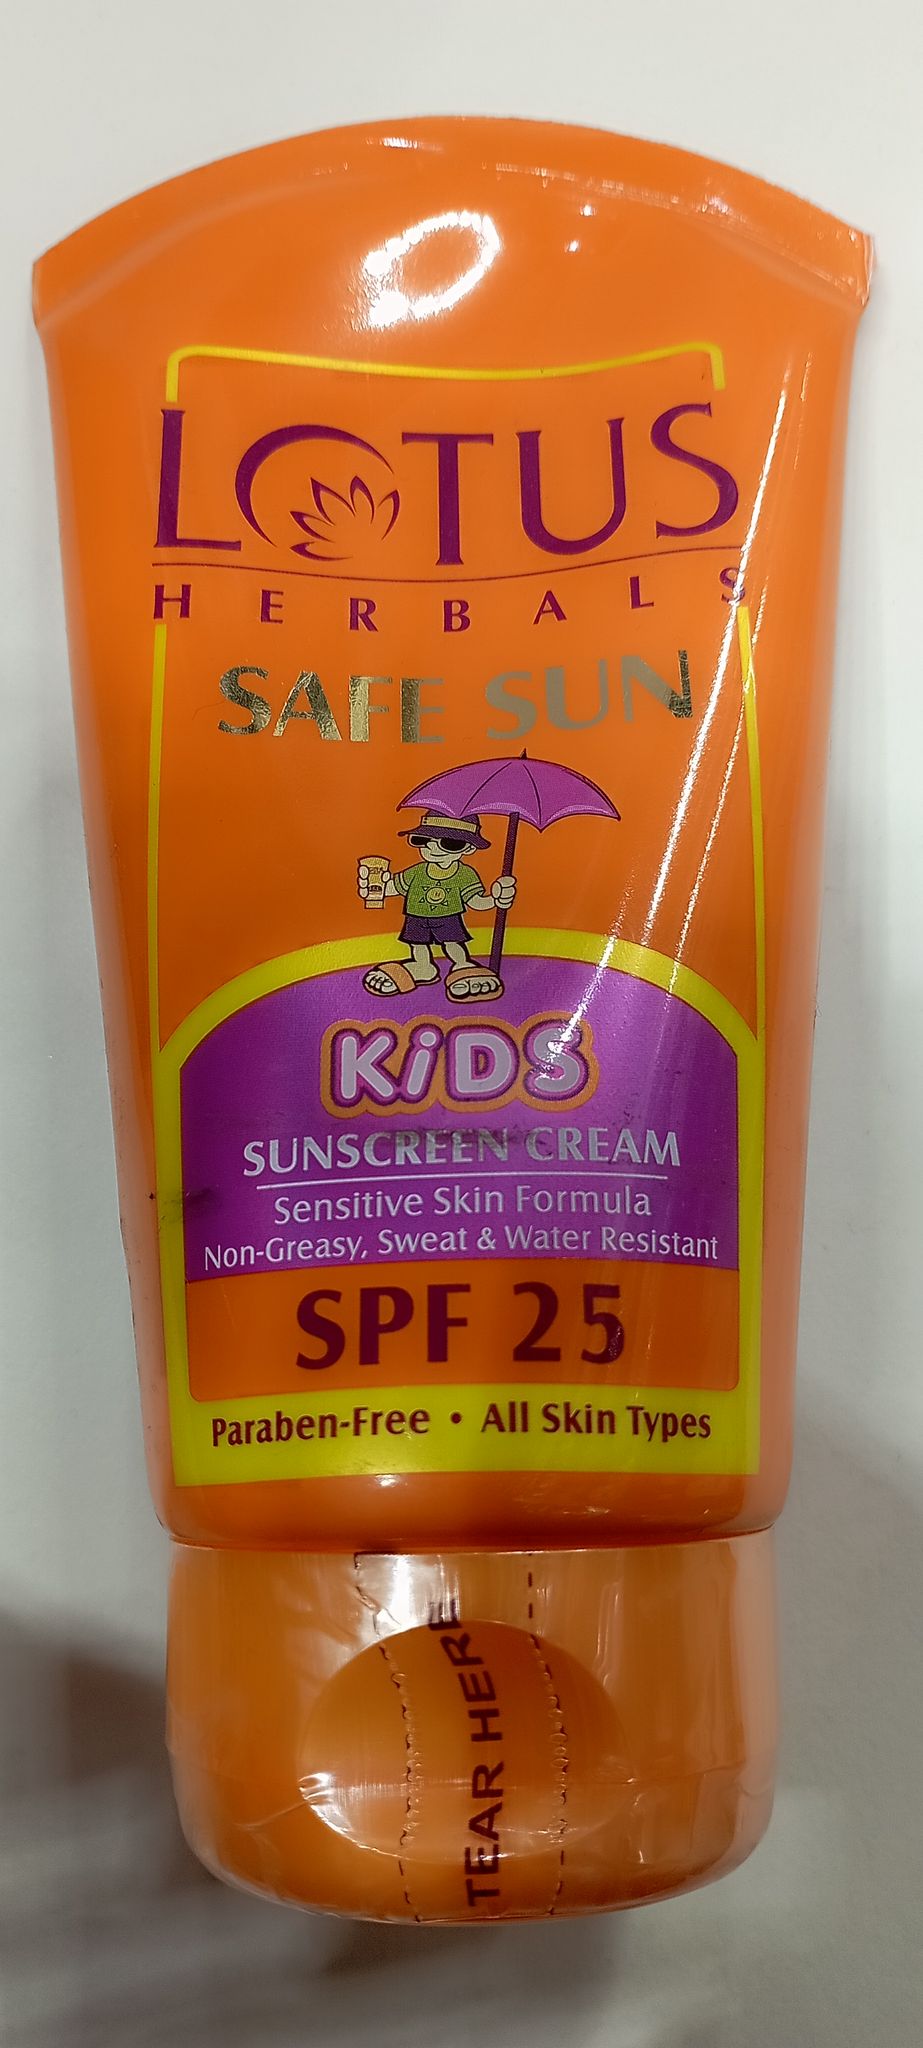 LOTUS
HERBALS
SAFE SUN
KiDS
SUNSCREEN CREAM
Sensitive Skin Formula
Non-Greasy, Sweat & Water Resistant
SPF 25
Paraben-Free • All Skin Types
TEAR HERE